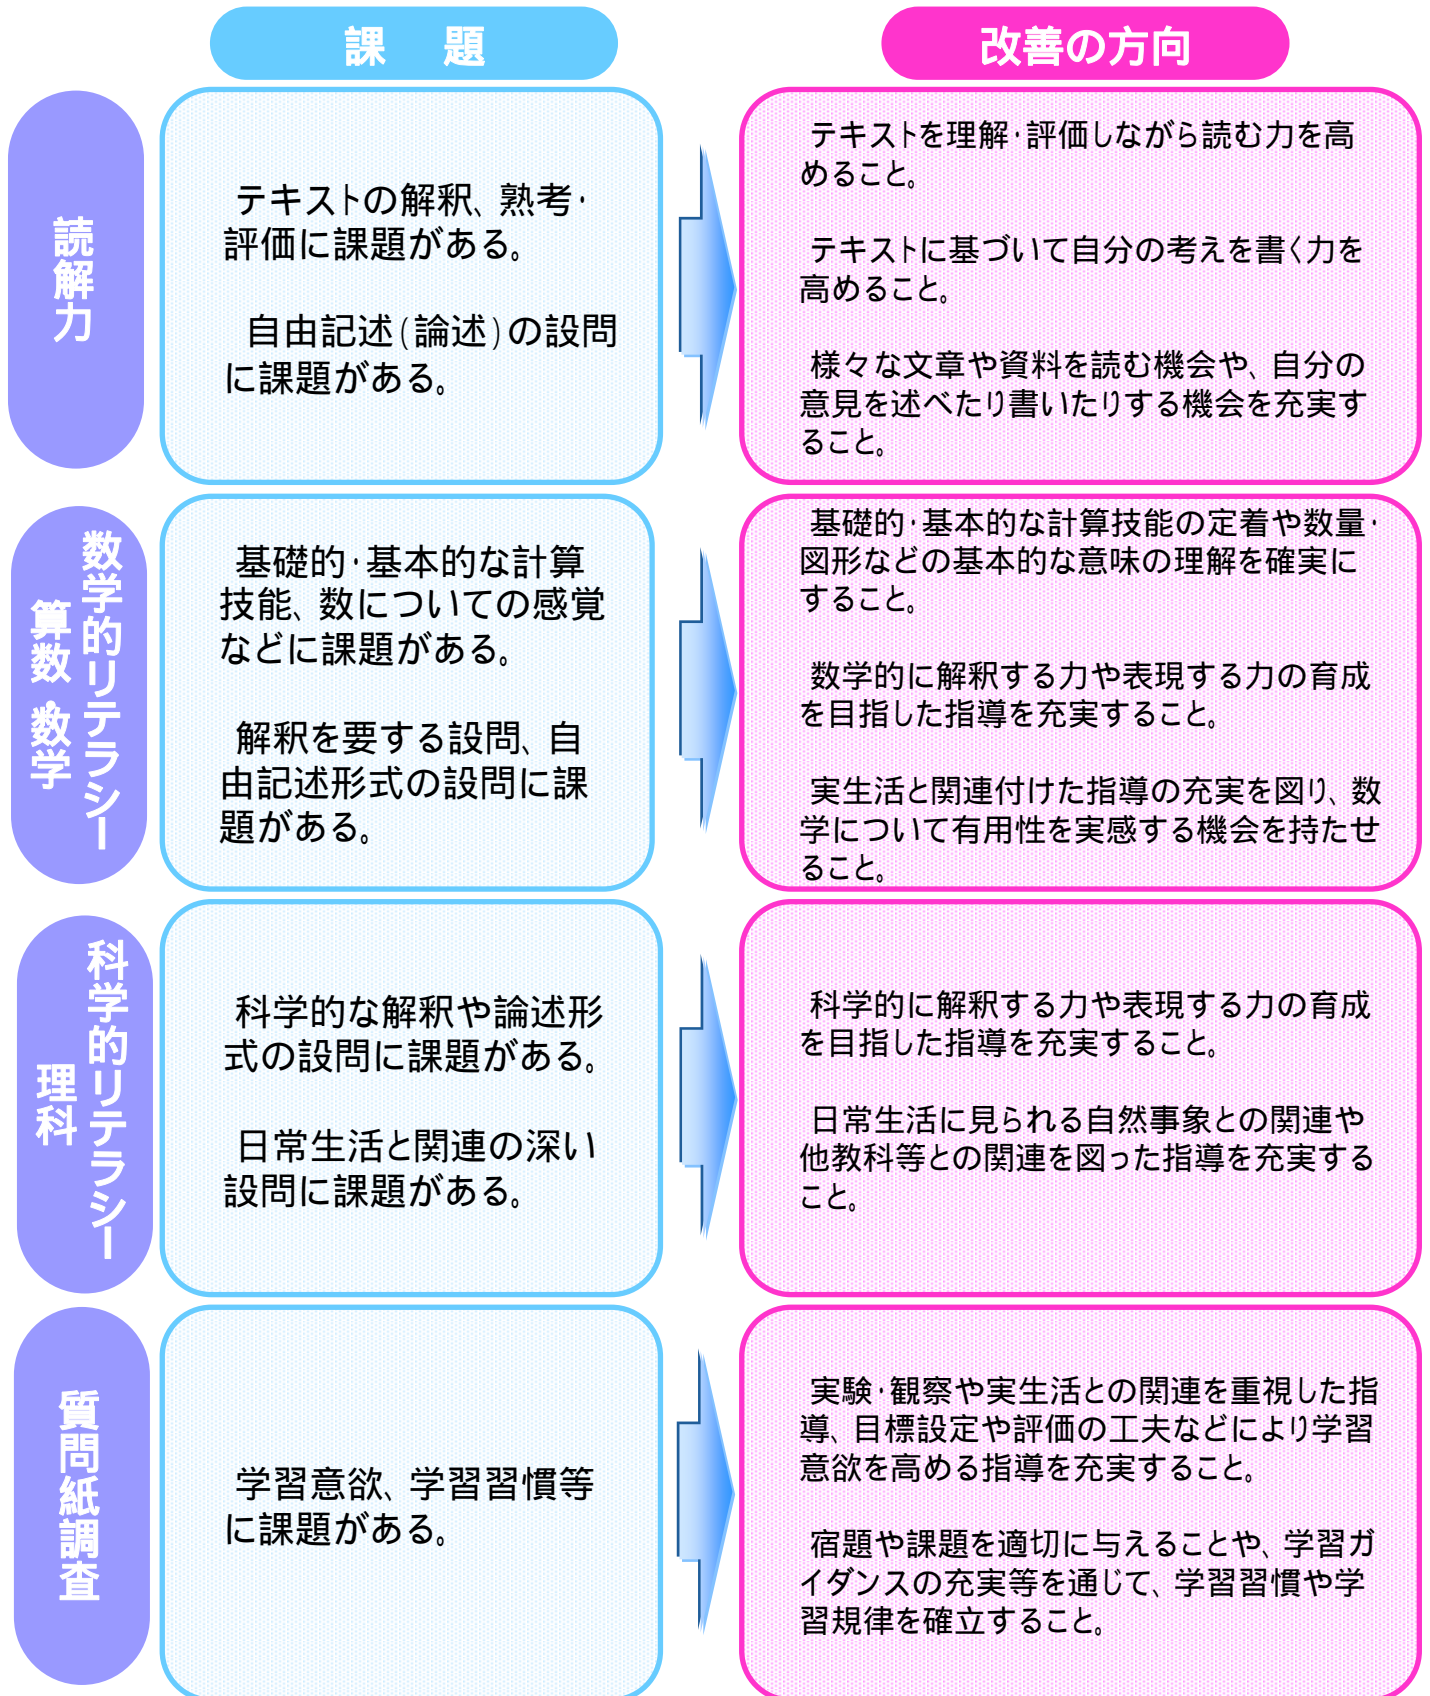 課　題
改善の方向
読解力
テキストの解釈、熟考・
評価に課題がある。
自由記述(論述)の設問
に課題がある。
テキストを理解・評価しながら読む力を高
めること。
テキストに基づいて自分の考えを書く力を
高めること。
様々な文章や資料を読む機会や、自分の
意見を述べたり書いたりする機会を充実す
ること。
数学的リテラシー
算数・数学
基礎的・基本的な計算
技能、数についての感覚
などに課題がある。
解釈を要する設問、自
由記述形式の設問に課
題がある。
基礎的・基本的な計算技能の定着や数量・
図形などの基本的な意味の理解を確実に
すること。
数学的に解釈する力や表現する力の育成
を目指した指導を充実すること。
実生活と関連付けた指導の充実を図り、数
学について有用性を実感する機会を持たせ
ること。
科学的リテラシー
理科
科学的な解釈や論述形
式の設問に課題がある。
日常生活と関連の深い
設問に課題がある。
科学的に解釈する力や表現する力の育成
を目指した指導を充実すること。
日常生活に見られる自然事象との関連や
他教科等との関連を図った指導を充実する
こと。
質問紙調査
学習意欲、学習習慣等
に課題がある。
実験・観察や実生活との関連を重視した指
導、目標設定や評価の工夫などにより学習
意欲を高める指導を充実すること。
宿題や課題を適切に与えることや、学習ガ
イダンスの充実等を通じて、学習習慣や学
習規律を確立すること。